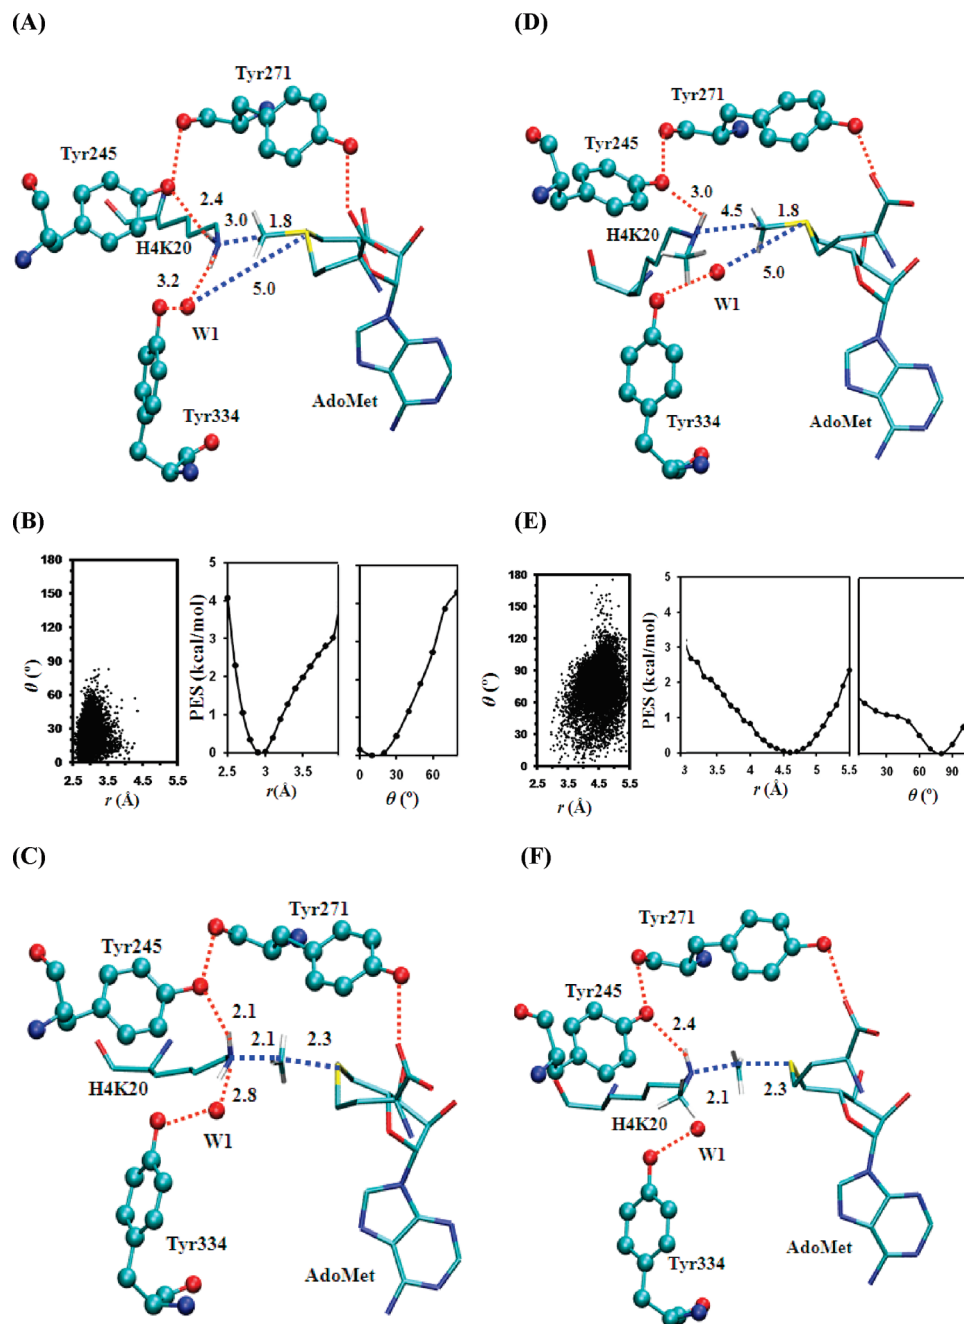 (A)
Tyr271
Tyr245
2.4
3.0
1.8
H4K20
3.2
5.0
W1
Tyr334
AdoMet
(D)
Tyr271
Tyr245
3.0
4.5
1.8
H4K20
5.0
W1
Tyr334
AdoMet
(B)
180
150
120
90
60
30
0
θ (°)
2.5 3.5 4.5 5.5
r (Å)
5
4
3
2
1
0
PES (kcal/mol)
2.5 3 3.5
r (Å)
0 30 60
θ (°)
(E)
180
150
120
90
60
30
0
θ (°)
2.5 3.5 4.5 5.5
r (Å)
5
4
3
2
1
0
PES (kcal/mol)
3 3.5 4 4.5 5 5.5
r (Å)
30 60 90
θ (°)
(C)
Tyr271
Tyr245
2.1
2.1
2.3
H4K20
2.8
W1
Tyr334
AdoMet
(F)
Tyr271
Tyr245
2.4
2.1
2.3
H4K20
W1
Tyr334
AdoMet